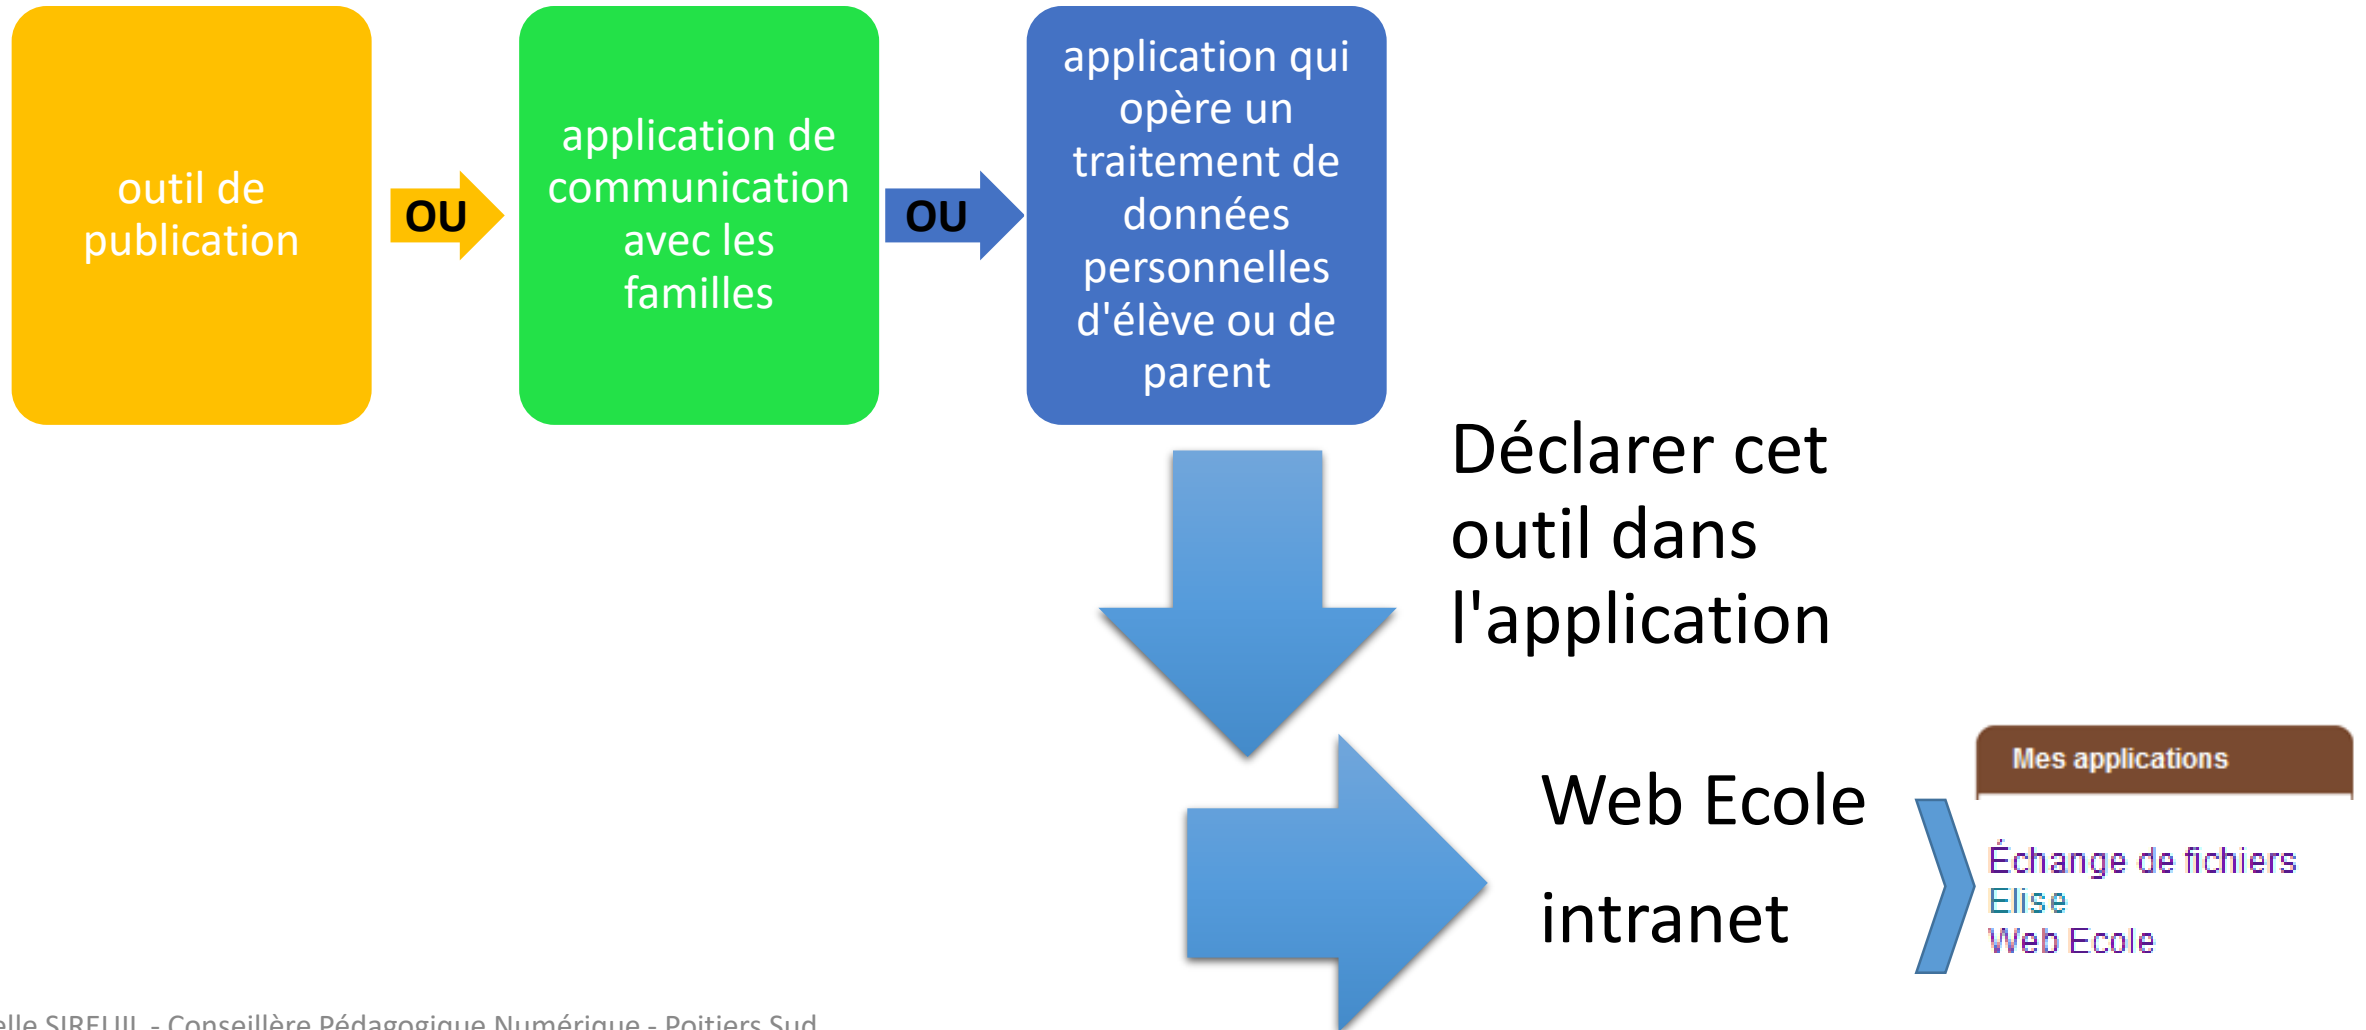 outil de
publication
OU
application de
communication
avec les
familles
OU
application qui
opère un
traitement de
données
personnelles
d'élève ou de
parent
Déclarer cet
outil dans
l'application
Web Ecole
intranet
Mes applications
Échange de fichiers
Elise
Web Ecole
SIREUIL - Conseillère Pédagogique Numérique - Poitiers Sud